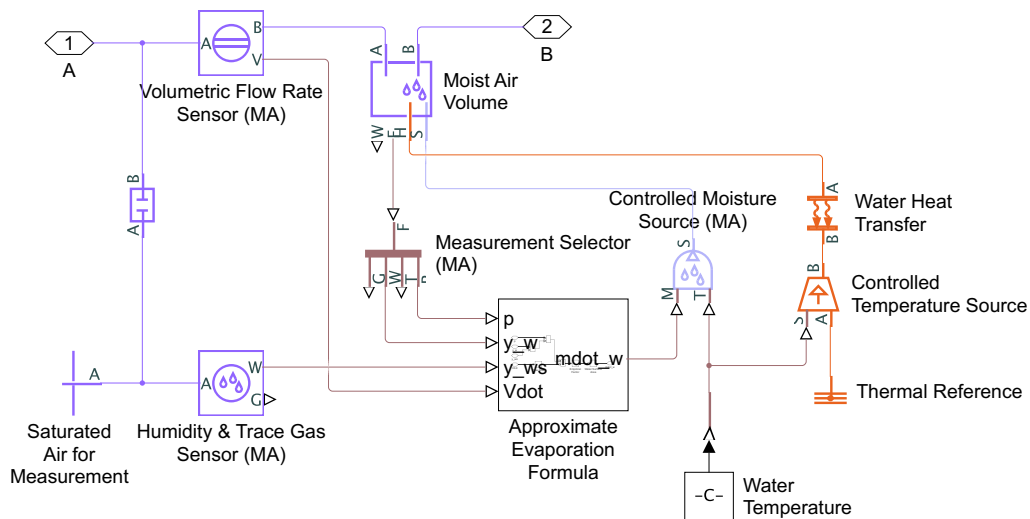 1
A
A
B
V
Volumetric Flow Rate
Sensor (MA)
A
B
Moist Air
Volume
W
F
H
S
2
B
B
A
F
Measurement Selector
(MA)
G
W
T
Controlled Moisture
Source (MA)
S
M
T
A
B
Water Heat
Transfer
B
S
A
Controlled
Temperature Source
Thermal Reference
p
y_w
y_ws
Vdot
mdot_w
Approximate
Evaporation
Formula
A
Saturated
Air for
Measurement
A
W
G
Humidity & Trace Gas
Sensor (MA)
-C-
Water
Temperature